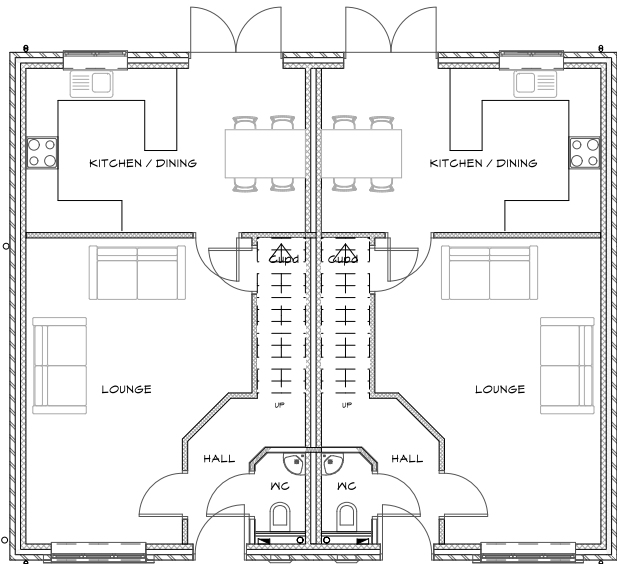 KITCHEN / DINING
KITCHEN / DINING
Cupd
Cupd
LOUNGE
LOUNGE
UP
UP
HALL
HALL
WC
WC